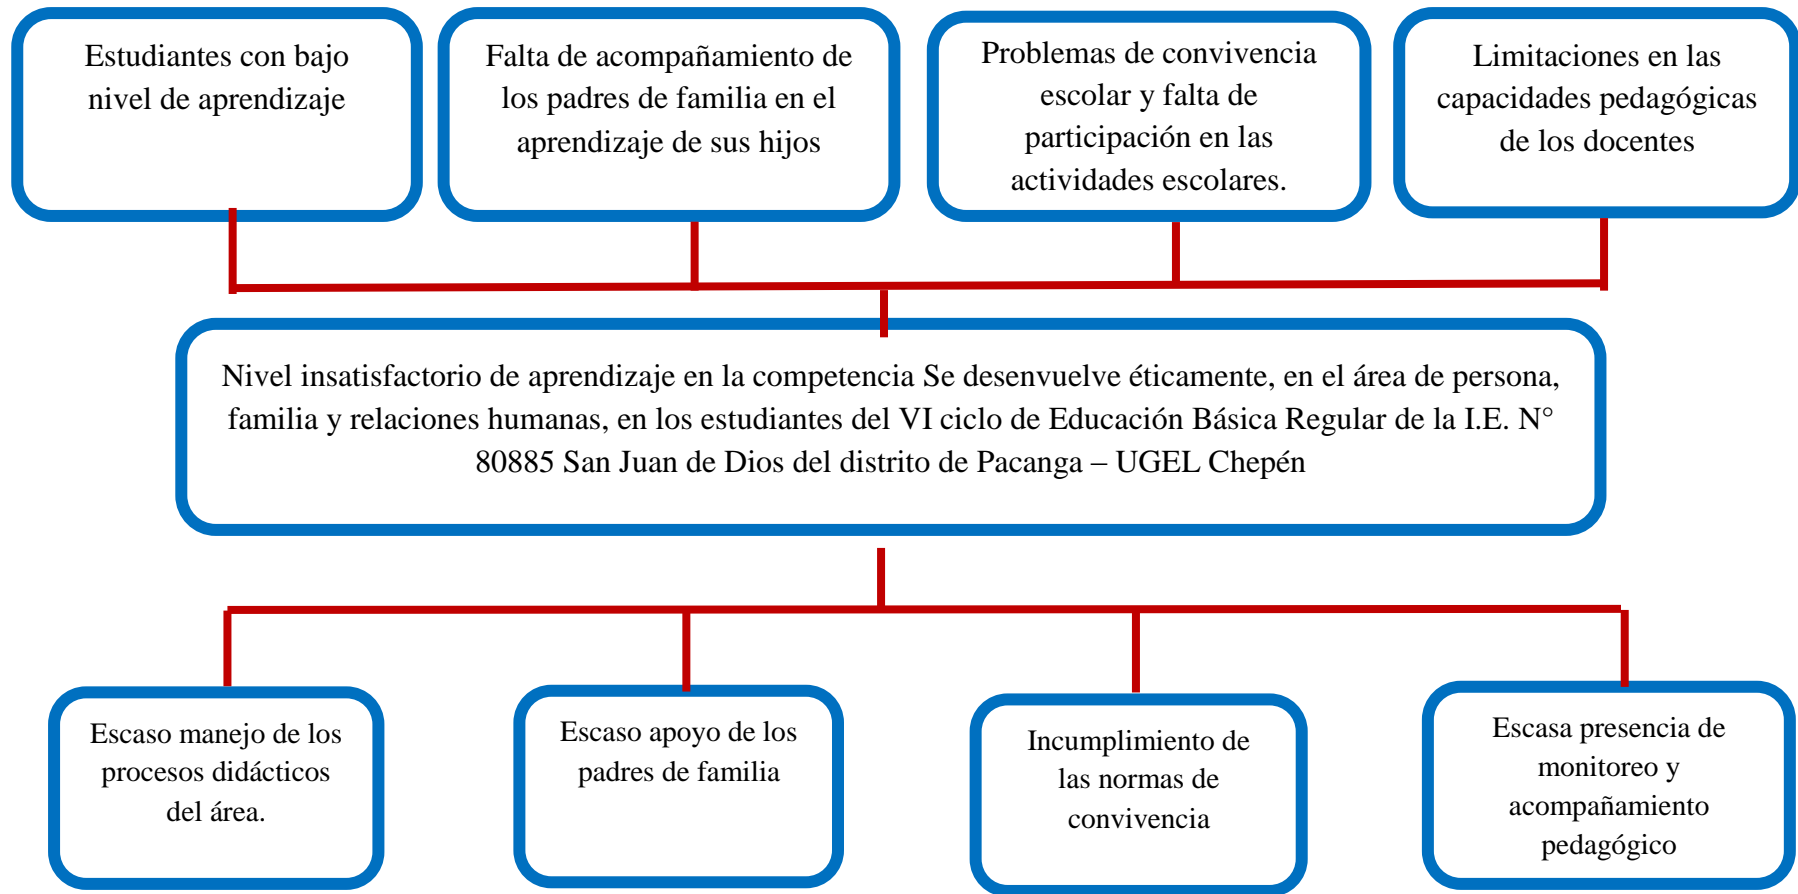 Estudiantes con bajo
nivel de aprendizaje
Falta de acompañamiento de
los padres de familia en el
aprendizaje de sus hijos
Problemas de convivencia
escolar y falta de
participación en las
actividades escolares.
Limitaciones en las
capacidades pedagógicas
de los docentes
Nivel insatisfactorio de aprendizaje en la competencia Se desenvuelve éticamente, en el área de persona,
familia y relaciones humanas, en los estudiantes del VI ciclo de Educación Básica Regular de la I.E. N°
80885 San Juan de Dios del distrito de Pacanga – UGEL Chepén
Escaso manejo de los
procesos didácticos
del área.
Escaso apoyo de los
padres de familia
Incumplimiento de
las normas de
convivencia
Escasa presencia de
monitoreo y
acompañamiento
pedagógico